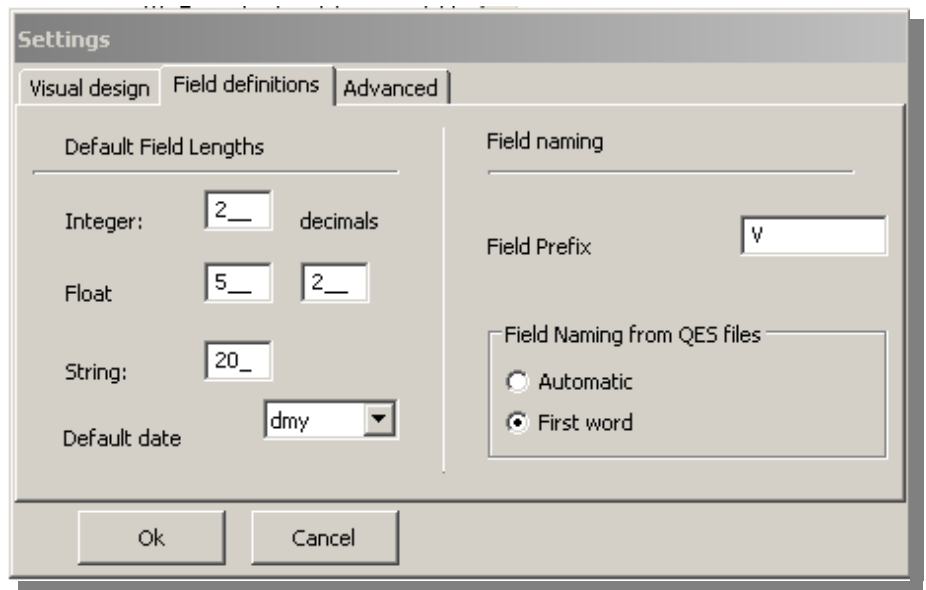 Settings
Visual design Field definitions Advanced
Default Field Lengths
Integer: 2__ decimals
Float 5__ 2__
String: 20_
Default date dmy
Field naming
Field Prefix V
Field Naming from QES files
Automatic
First word
Ok Cancel